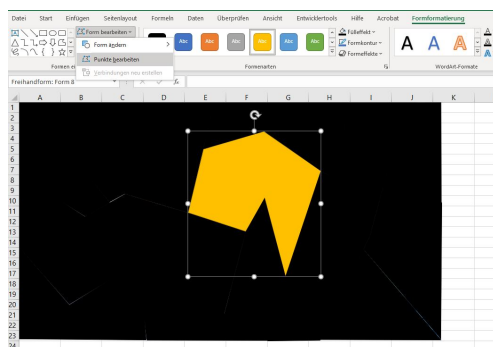 Datei Start Einfügen Seitenlayout Formeln Daten Überprüfen Ansicht Entwicklertools Hilfe Acrobat Formformatierung
Form bearbeiten
Form ändern
Punkte bearbeiten
Verbindungen neu erstellen
Abc Abc Abc Abc Abc Abc
Fülleffekt
Formkontur
Formeffekte
A A A
Formen ei
Formenarten
WordArt-Formate
Freihandform: Form 8
fx
A B C D E F G H I J K
1
2
3
4
5
6
7
8
9
10
11
12
13
14
15
16
17
18
19
20
21
22
23
24